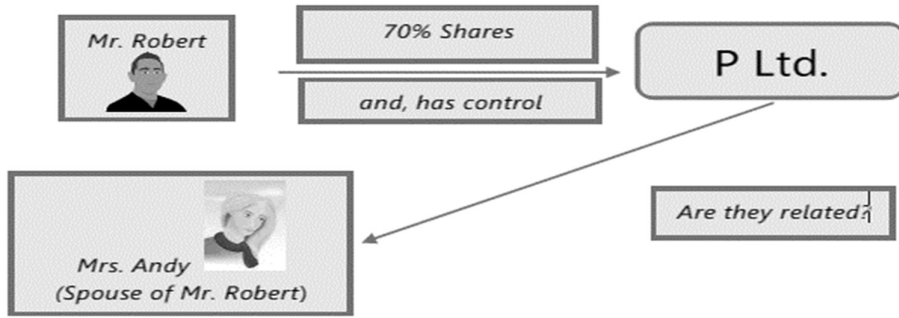 Mr. Robert
70% Shares
and, has control
P Ltd.
Mrs. Andy
(Spouse of Mr. Robert)
Are they related?